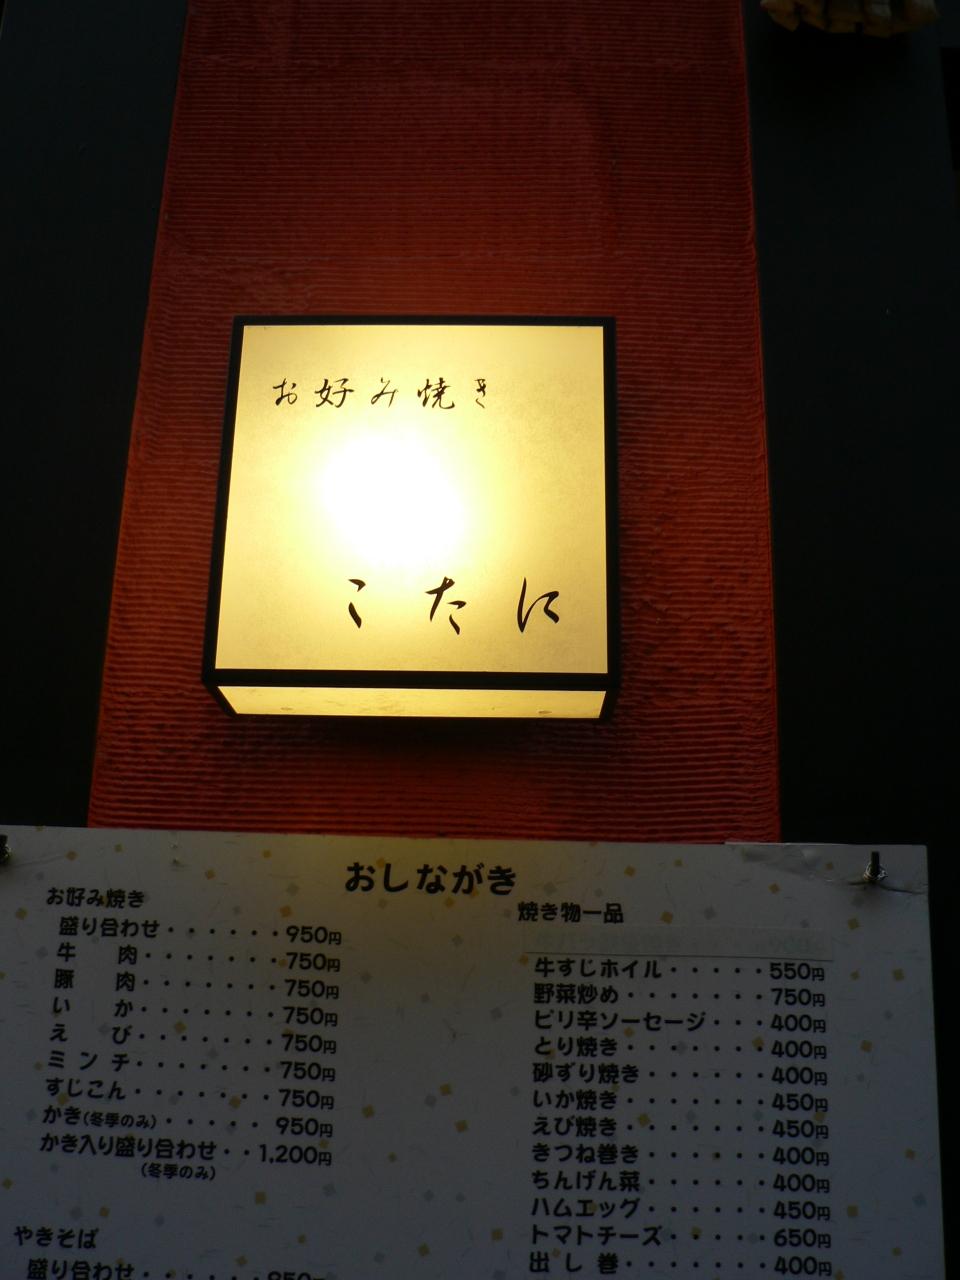 お好み焼き
こたに
おしながき
お好み焼き
盛り合わせ・・・・・・950円
牛　肉・・・・・・・750円
豚　肉・・・・・・・750円
い　か・・・・・・・750円
え　び・・・・・・・750円
ミンチ・・・・・・・750円
すじこん・・・・・・・750円
かき(冬季のみ)・・・・・950円
かき入り盛り合わせ・・1,200円
(冬季のみ)
やきそば
盛り合わせ・・・・・・850円
焼き物一品
牛すじホイル・・・・・550円
野菜炒め・・・・・・・750円
ピリ辛ソーセージ・・・400円
とり焼き・・・・・・・400円
砂ずり焼き・・・・・・400円
いか焼き・・・・・・・450円
えび焼き・・・・・・・450円
きつね巻き・・・・・・400円
ちんげん菜・・・・・・400円
ハムエッグ・・・・・・450円
トマトチーズ・・・・・650円
出し巻・・・・・・・400円